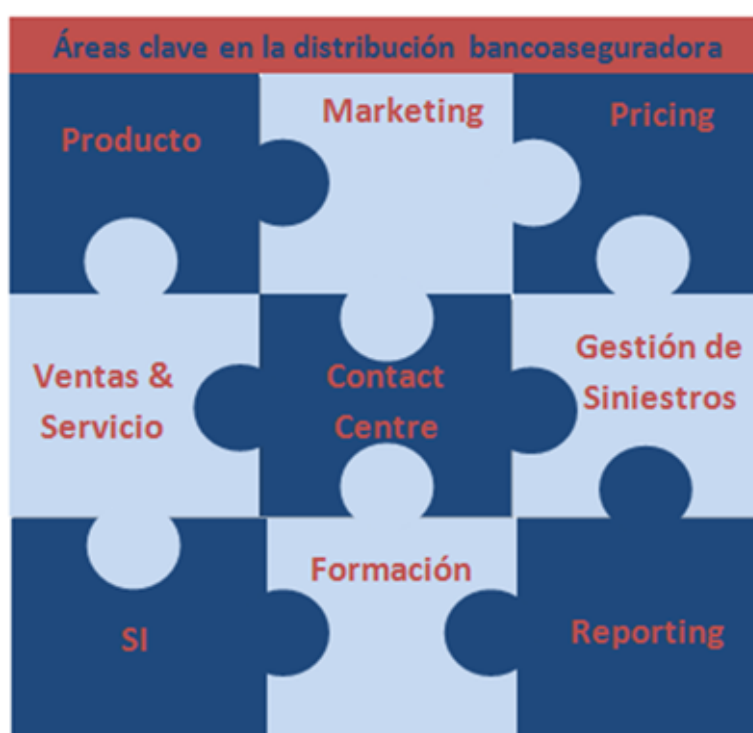 Áreas clave en la distribución bancoaseguradora
Producto
Marketing
Pricing
Ventas &
Servicio
Contact
Centre
Gestión de
Siniestros
SI
Formación
Reporting